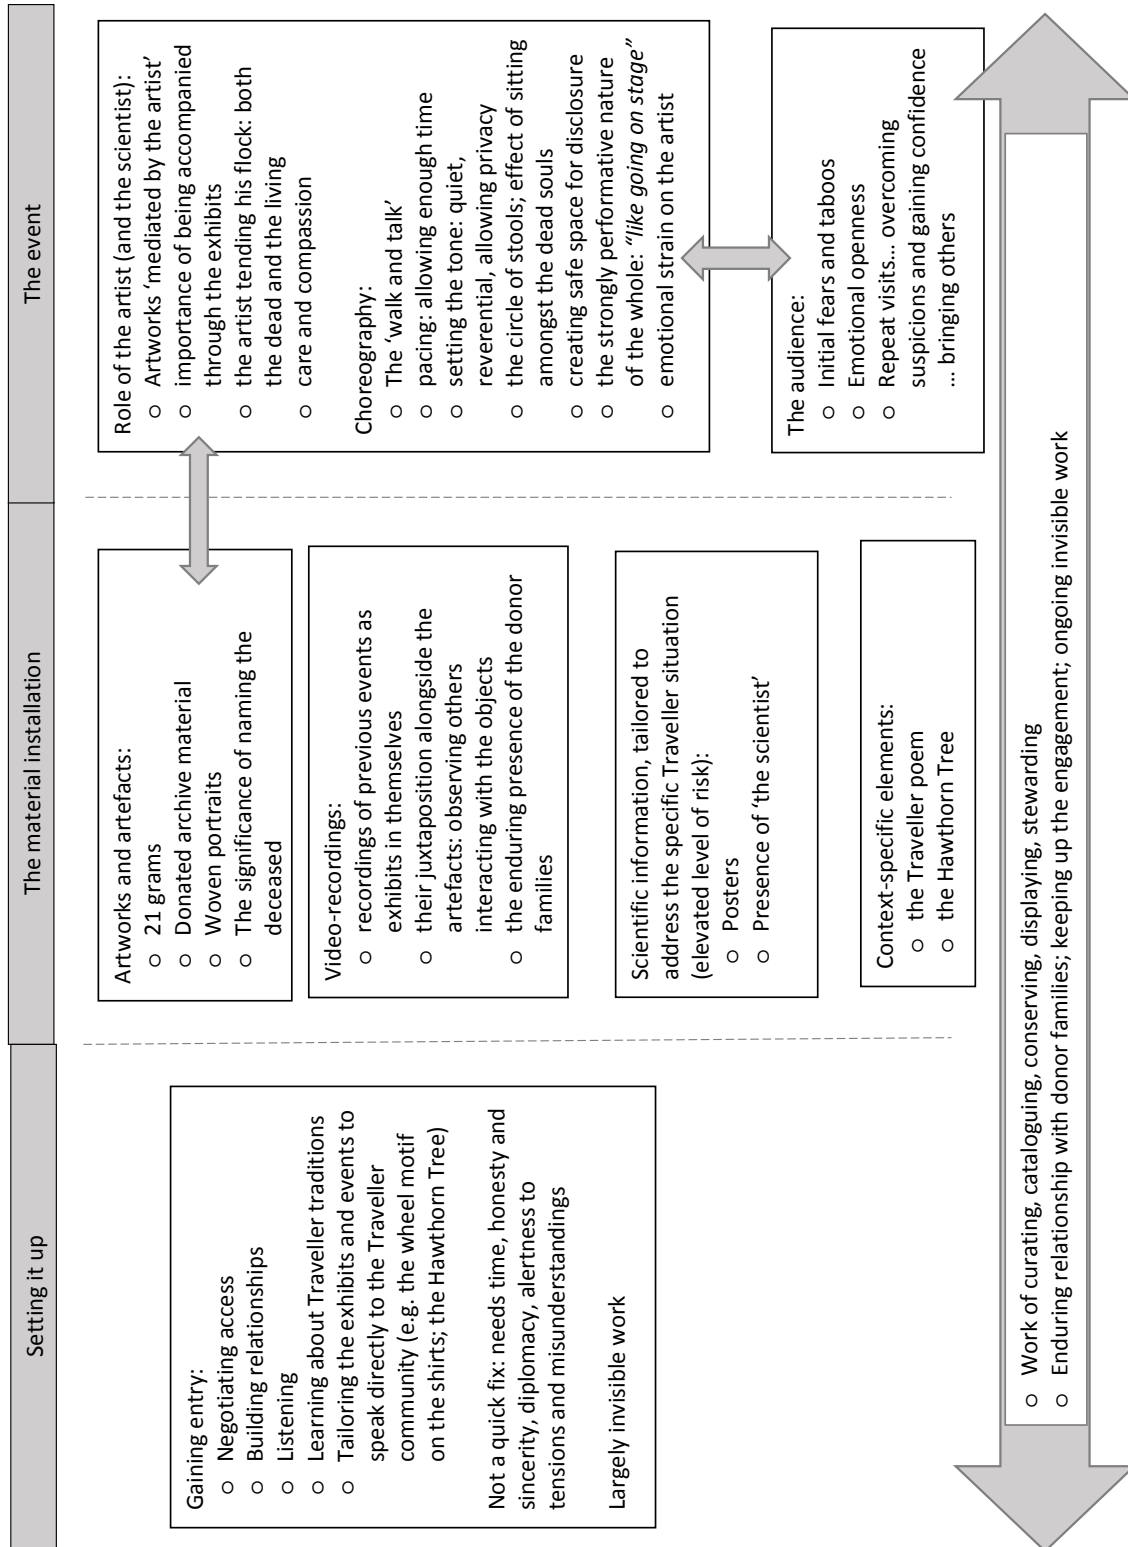 Setting it up
The material installation
The event
Gaining entry:
○ Negotiating access
○ Building relationships
○ Listening
○ Learning about Traveller traditions
○ Tailoring the exhibits and events to
speak directly to the Traveller
community (e.g. the wheel motif
on the shirts; the Hawthorn Tree)
Not a quick fix: needs time, honesty and
sincerity, diplomacy, alertness to
tensions and misunderstandings
Largely invisible work
Artworks and artefacts:
○ 21 grams
○ Donated archive material
○ Woven portraits
○ The significance of naming the
deceased
Video-recordings:
○ recordings of previous events as
exhibits in themselves
○ their juxtaposition alongside the
artefacts: observing others
interacting with the objects
○ the enduring presence of the donor
families
Scientific information, tailored to
address the specific Traveller situation
(elevated level of risk):
○ Posters
○ Presence of ‘the scientist’
Context-specific elements:
○ the Traveller poem
○ the Hawthorn Tree
Role of the artist (and the scientist):
○ Artworks ‘mediated by the artist’
○ importance of being accompanied
through the exhibits
○ the artist tending his flock: both
the dead and the living
○ care and compassion
Choreography:
○ The ‘walk and talk’
○ pacing: allowing enough time
○ setting the tone: quiet,
reverential, allowing privacy
○ the circle of stools; effect of sitting
amongst the dead souls
○ creating safe space for disclosure
○ the strongly performative nature
of the whole: “like going on stage”
○ emotional strain on the artist
The audience:
○ Initial fears and taboos
○ Emotional openness
○ Repeat visits... overcoming
suspicions and gaining confidence
... bringing others
○ Work of curating, cataloguing, conserving, displaying, stewarding
○ Enduring relationship with donor families; keeping up the engagement; ongoing invisible work